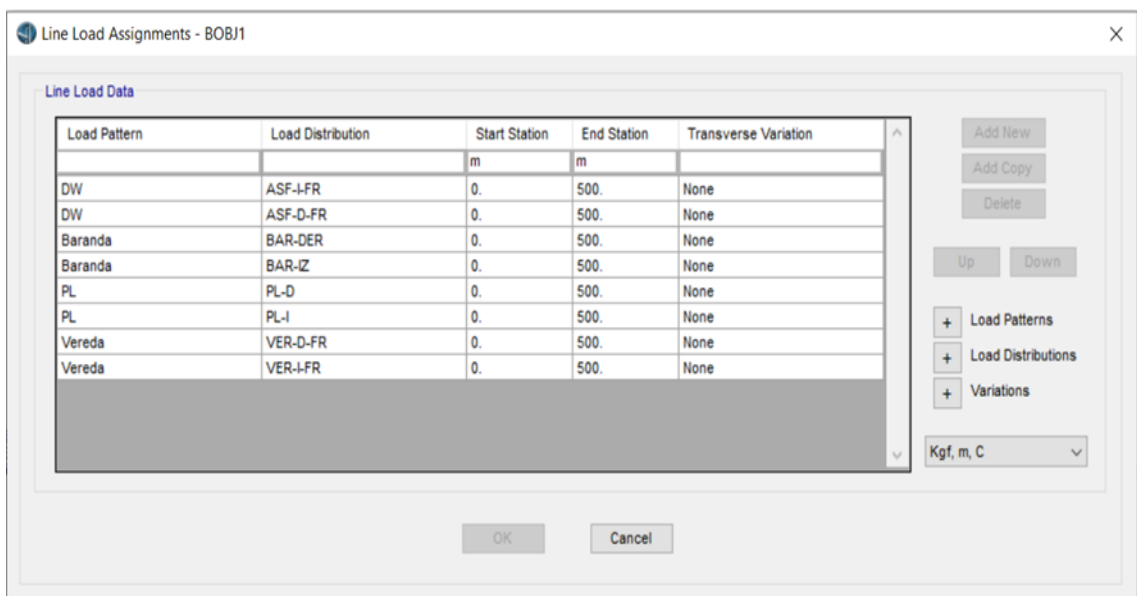 Line Load Assignments - BOBJ1
Line Load Data
Load Pattern Load Distribution Start Station End Station Transverse Variation
m m
DW ASF-I-FR 0. 500. None
DW ASF-D-FR 0. 500. None
Baranda BAR-DER 0. 500. None
Baranda BAR-IZ 0. 500. None
PL PL-D 0. 500. None
PL PL-I 0. 500. None
Vereda VER-D-FR 0. 500. None
Vereda VER-I-FR 0. 500. None
Add New
Add Copy
Delete
Up Down
+ Load Patterns
+ Load Distributions
+ Variations
Kgf, m, C
OK Cancel